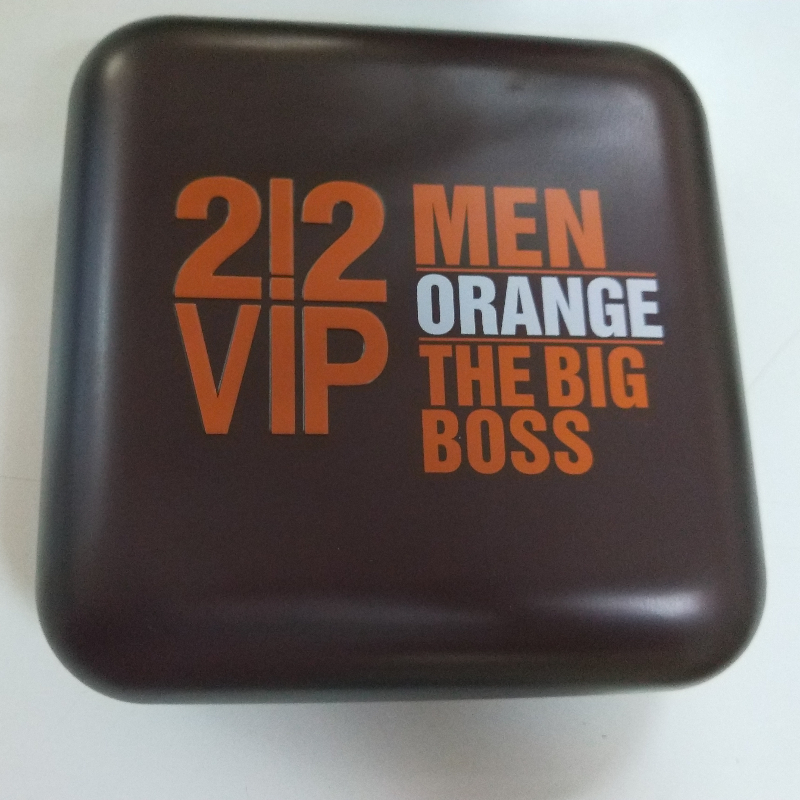 212
VIP
MEN
ORANGE
THE BIG
BOSS